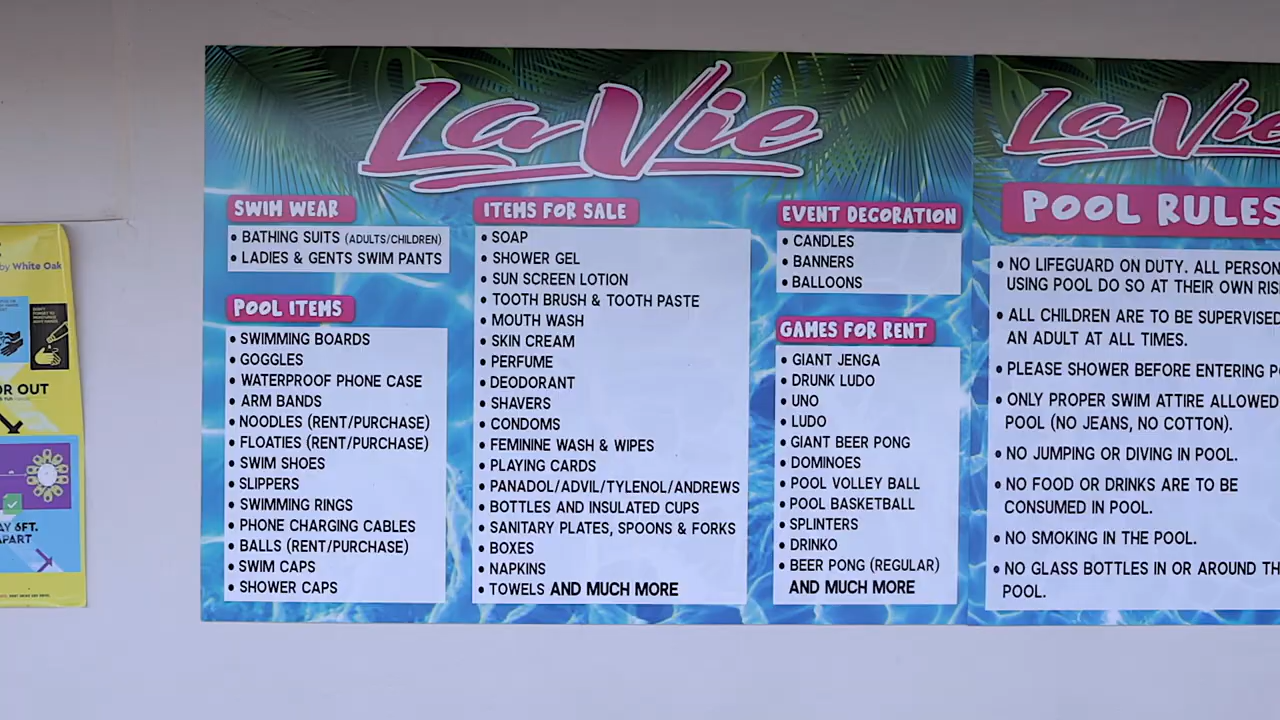 by White Oak
OR OUT
AY 6FT.
APART
La Vie
SWIM WEAR
• BATHING SUITS (ADULTS/CHILDREN)
• LADIES & GENTS SWIM PANTS
POOL ITEMS
• SWIMMING BOARDS
• GOGGLES
• WATERPROOF PHONE CASE
• ARM BANDS
• NOODLES (RENT/PURCHASE)
• FLOATIES (RENT/PURCHASE)
• SWIM SHOES
• SLIPPERS
• SWIMMING RINGS
• PHONE CHARGING CABLES
• BALLS (RENT/PURCHASE)
• SWIM CAPS
• SHOWER CAPS
ITEMS FOR SALE
• SOAP
• SHOWER GEL
• SUN SCREEN LOTION
• TOOTH BRUSH & TOOTH PASTE
• MOUTH WASH
• SKIN CREAM
• PERFUME
• DEODORANT
• SHAVERS
• CONDOMS
• FEMININE WASH & WIPES
• PLAYING CARDS
• PANADOL/ADVIL/TYLENOL/ANDREWS
• BOTTLES AND INSULATED CUPS
• SANITARY PLATES, SPOONS & FORKS
• BOXES
• NAPKINS
• TOWELS AND MUCH MORE
EVENT DECORATION
• CANDLES
• BANNERS
• BALLOONS
GAMES FOR RENT
• GIANT JENGA
• DRUNK LUDO
• UNO
• LUDO
• GIANT BEER PONG
• DOMINOES
• POOL VOLLEY BALL
• POOL BASKETBALL
• SPLINTERS
• DRINKO
• BEER PONG (REGULAR)
AND MUCH MORE
La Vie
POOL RULES
• NO LIFEGUARD ON DUTY. ALL PERSON
USING POOL DO SO AT THEIR OWN RIS
• ALL CHILDREN ARE TO BE SUPERVISED
AN ADULT AT ALL TIMES.
• PLEASE SHOWER BEFORE ENTERING PO
• ONLY PROPER SWIM ATTIRE ALLOWED
POOL (NO JEANS, NO COTTON).
• NO JUMPING OR DIVING IN POOL.
• NO FOOD OR DRINKS ARE TO BE
CONSUMED IN POOL.
• NO SMOKING IN THE POOL.
• NO GLASS BOTTLES IN OR AROUND TH
POOL.